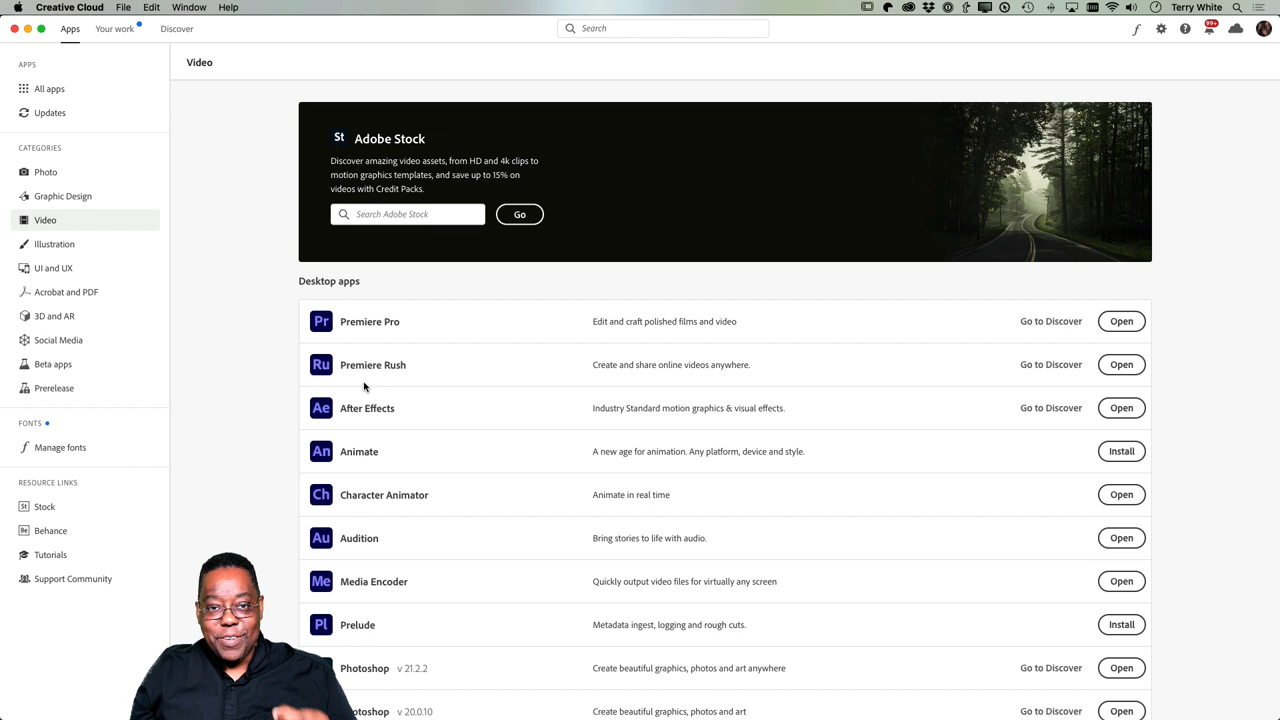 Creative Cloud File Edit Window Help
Terry White
Apps Your work Discover
Search
99+
APPS
All apps
Updates
CATEGORIES
Photo
Graphic Design
Video
Illustration
UI and UX
Acrobat and PDF
3D and AR
Social Media
Beta apps
Prerelease
FONTS
Manage fonts
RESOURCE LINKS
St Stock
Be Behance
Tutorials
Support Community
Video
St Adobe Stock
Discover amazing video assets, from HD and 4k clips to
motion graphics templates, and save up to 15% on
videos with Credit Packs.
Search Adobe Stock Go
Desktop apps
Pr Premiere Pro Edit and craft polished films and video Go to Discover Open
Ru Premiere Rush Create and share online videos anywhere. Go to Discover Open
Ae After Effects Industry Standard motion graphics & visual effects. Go to Discover Open
An Animate A new age for animation. Any platform, device and style. Install
Ch Character Animator Animate in real time Open
Au Audition Bring stories to life with audio. Open
Me Media Encoder Quickly output video files for virtually any screen Open
Pl Prelude Metadata ingest, logging and rough cuts. Install
Photoshop v 21.2.2 Create beautiful graphics, photos and art anywhere Go to Discover Open
otoshop v 20.0.10 Create beautiful graphics, photos and art Open